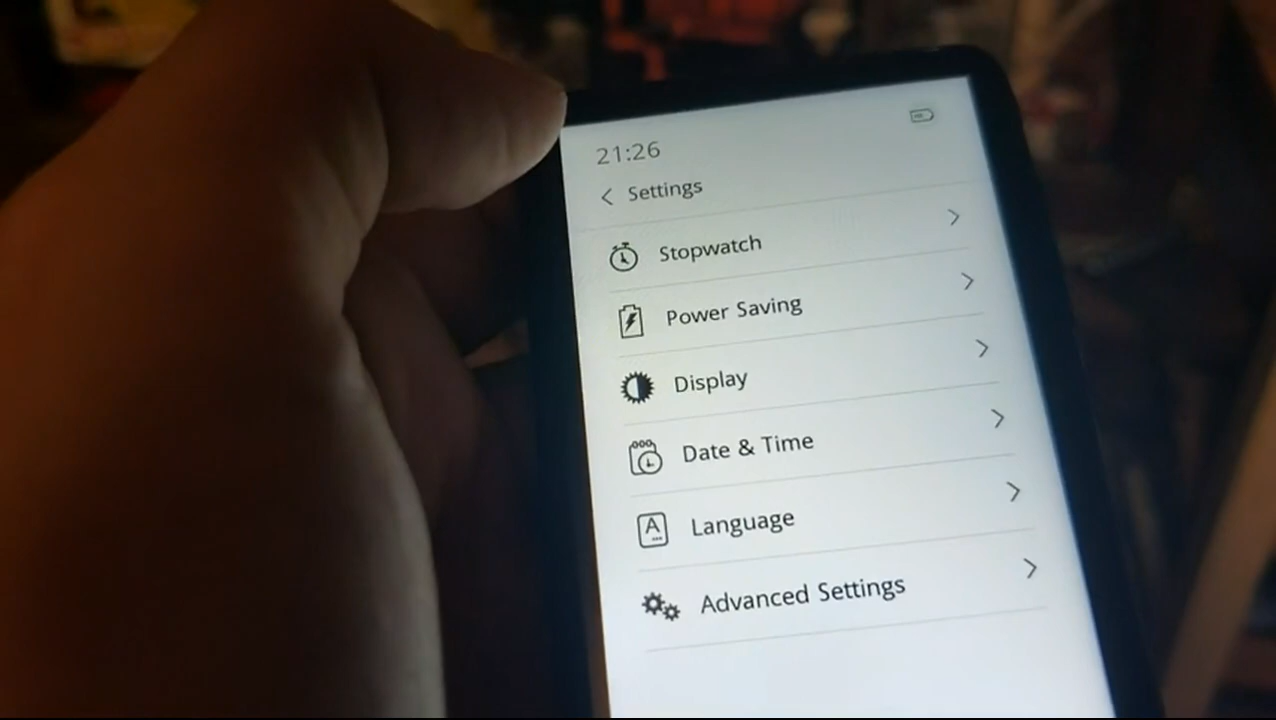 21:26
Settings
Stopwatch
Power Saving
Display
Date & Time
Language
Advanced Settings